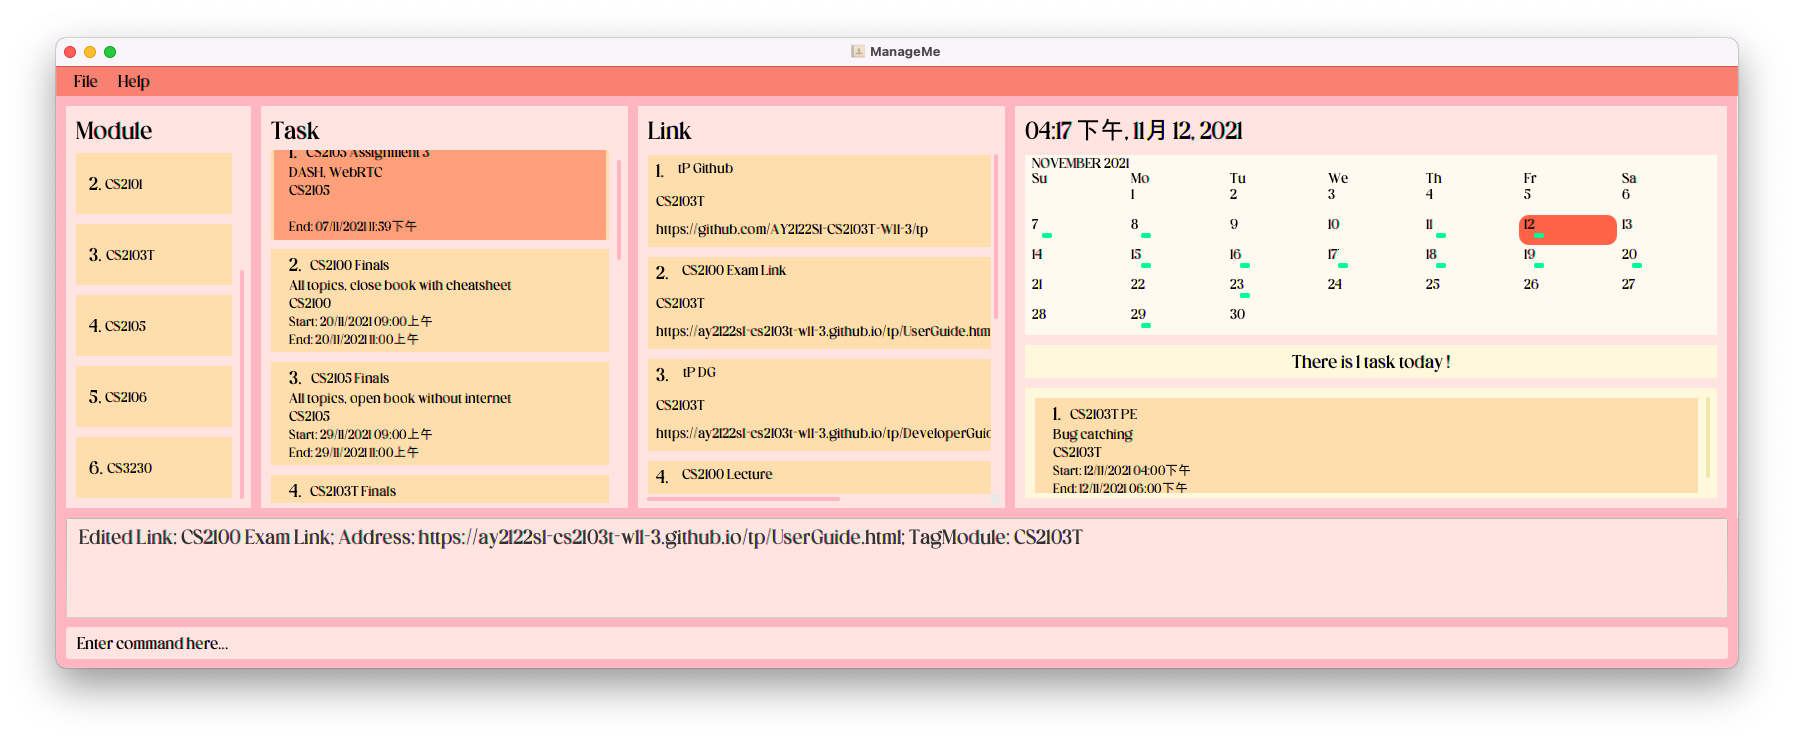 ManageMe
File Help
Module
2. CS2101
3. CS2103T
4. CS2105
5. CS2106
6. CS3230
Task
1. CS2105 Assignment 3
DASH, WebRTC
CS2105
End: 07/11/2021 11:59下午
2. CS2100 Finals
All topics, close book with cheatsheet
CS2100
Start: 20/11/2021 09:00上午
End: 20/11/2021 11:00上午
3. CS2105 Finals
All topics, open book without internet
CS2105
Start: 29/11/2021 09:00上午
End: 29/11/2021 11:00上午
4. CS2103T Finals
Link
1. tP Github
CS2103T
https://github.com/AY2122S1-CS2103T-W11-3/tp
2. CS2100 Exam Link
CS2103T
https://ay2122s1-cs2103t-w11-3.github.io/tp/UserGuide.htm
3. tP DG
CS2103T
https://ay2122s1-cs2103t-w11-3.github.io/tp/DeveloperGuid
4. CS2100 Lecture
04:17 下午, 11月 12, 2021
NOVEMBER 2021
Su Mo Tu We Th Fr Sa
1 2 3 4 5 6
7 8 9 10 11 12 13
14 15 16 17 18 19 20
21 22 23 24 25 26 27
28 29 30
There is 1 task today !
1. CS2103T PE
Bug catching
CS2103T
Start: 12/11/2021 04:00下午
End: 12/11/2021 06:00下午
Edited Link: CS2100 Exam Link; Address: https://ay2122s1-cs2103t-w11-3.github.io/tp/UserGuide.html; TagModule: CS2103T
Enter command here...